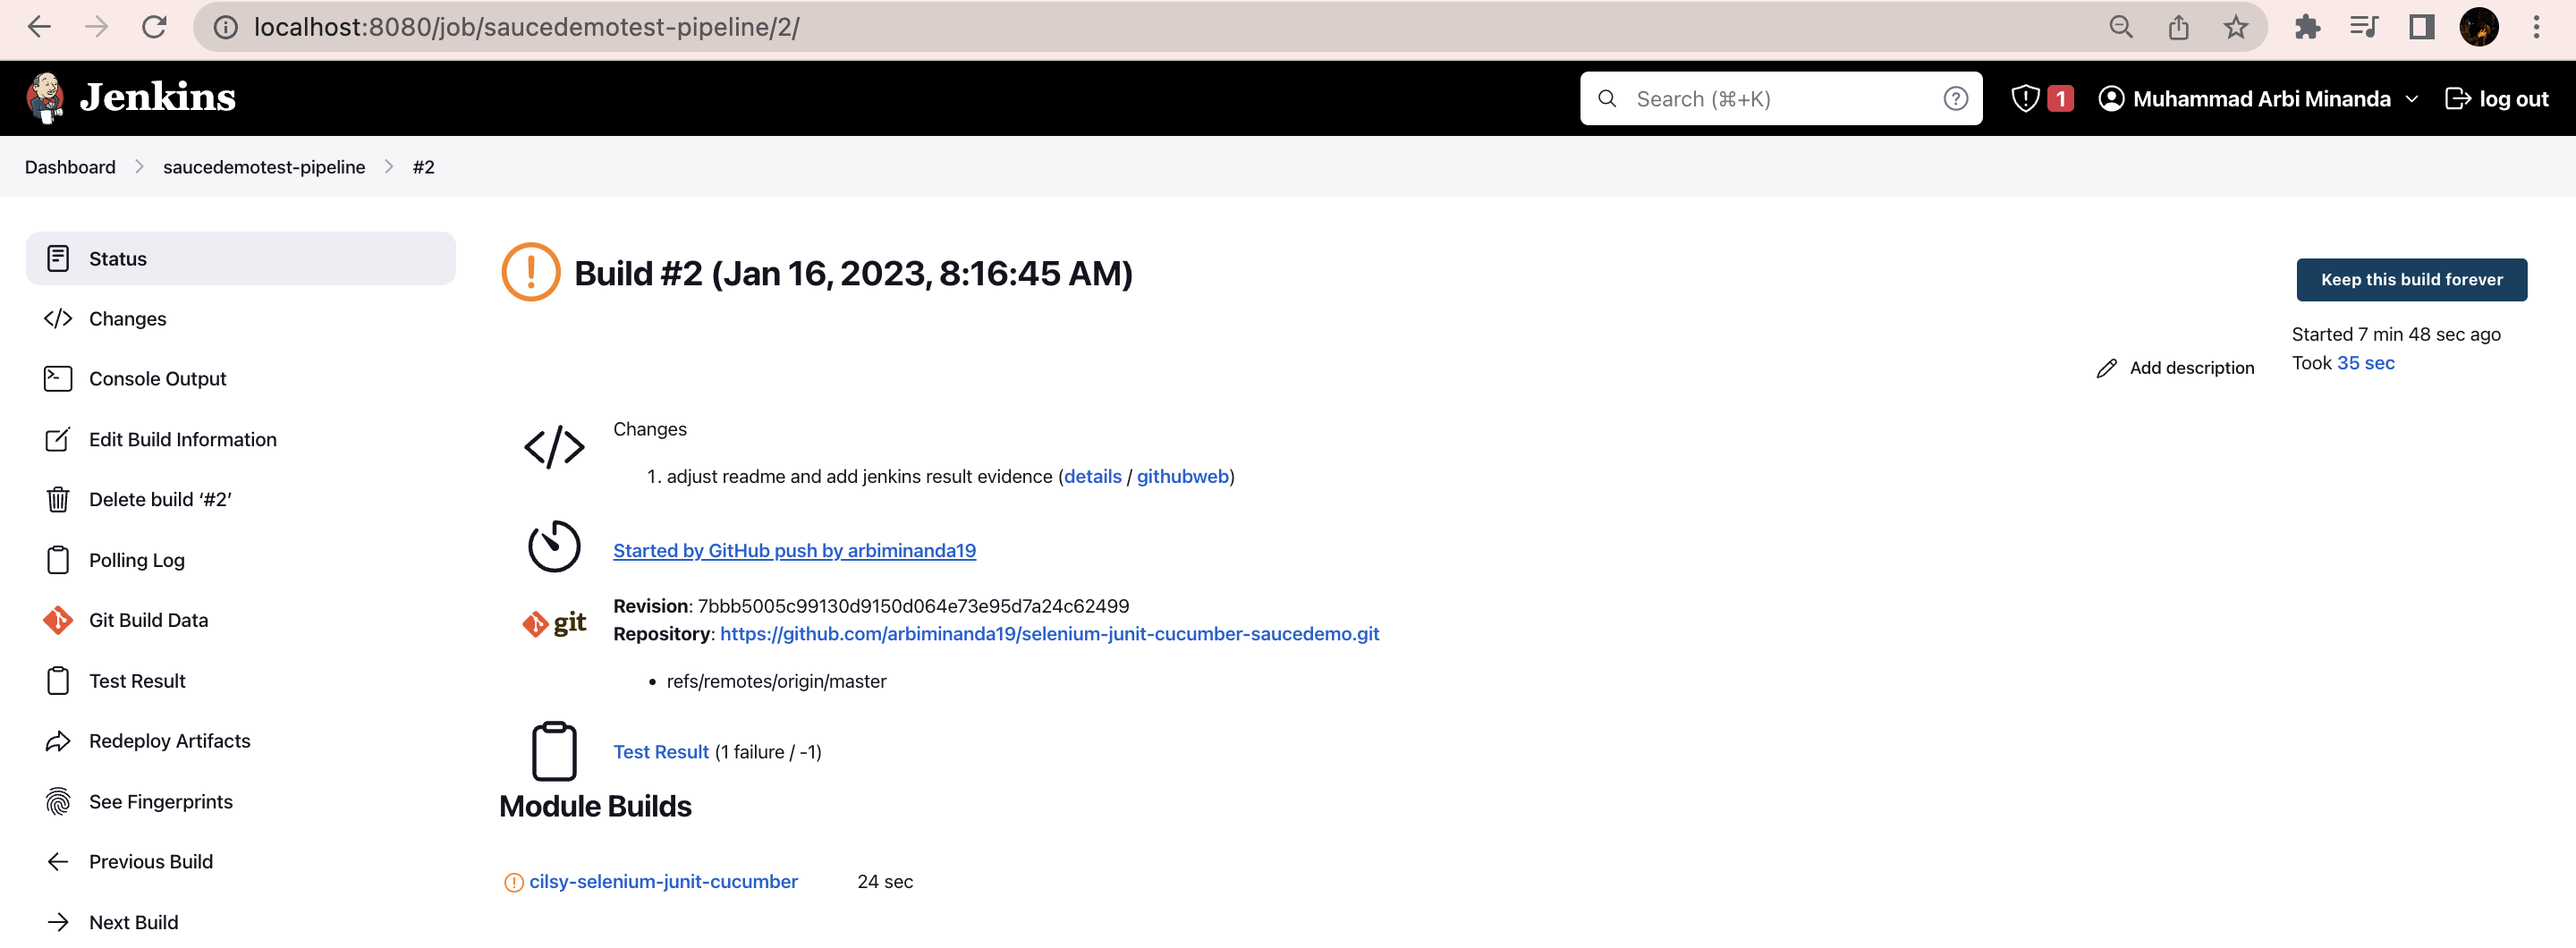 localhost:8080/job/saucedemotest-pipeline/2/
Jenkins
Search (⌘+K)
1
Muhammad Arbi Minanda
log out
Dashboard
saucedemotest-pipeline
#2
Status
Changes
Console Output
Edit Build Information
Delete build ‘#2’
Polling Log
Git Build Data
Test Result
Redeploy Artifacts
See Fingerprints
Previous Build
Next Build
Build #2 (Jan 16, 2023, 8:16:45 AM)
Keep this build forever
Started 7 min 48 sec ago
Took 35 sec
Add description
Changes
1. adjust readme and add jenkins result evidence (details / githubweb)
Started by GitHub push by arbiminanda19
git
Revision: 7bbb5005c99130d9150d064e73e95d7a24c62499
Repository: https://github.com/arbiminanda19/selenium-junit-cucumber-saucedemo.git
• refs/remotes/origin/master
Test Result (1 failure / -1)
Module Builds
cilsy-selenium-junit-cucumber 24 sec